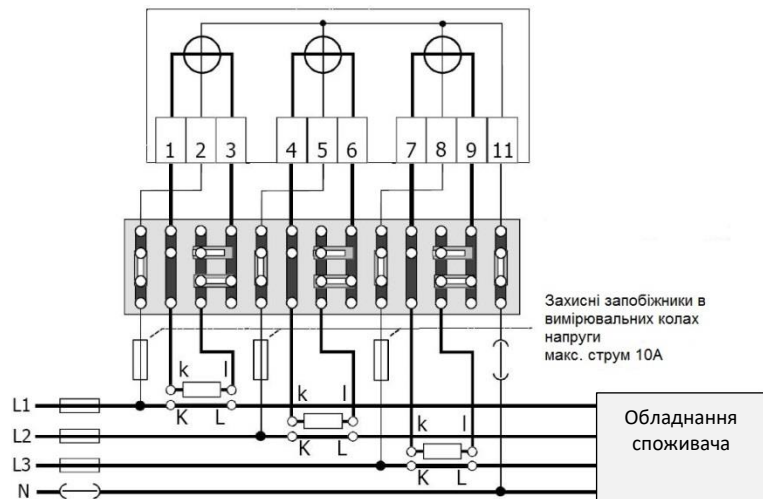 1 2 3 4 5 6 7 8 9 11
Захисні запобіжники в
вимірювальних колах
напруги
макс. струм 10А
k l
L1
K L
k l
L2
K L
k l
L3
K L
N
Обладнання
споживача